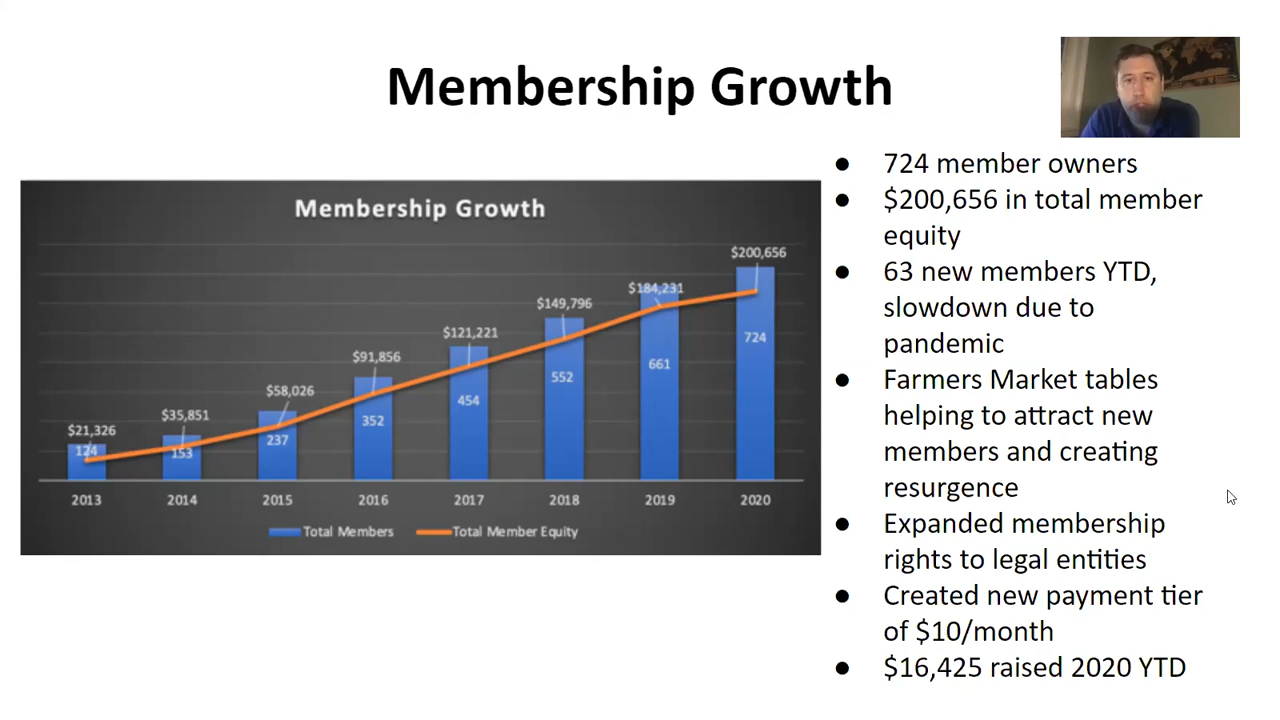 Membership Growth
Membership Growth
$200,656
$184,231
$149,796
$121,221
$91,856
$58,026
$35,851
$21,326
124
153
237
352
454
552
661
724
2013 2014 2015 2016 2017 2018 2019 2020
Total Members Total Member Equity
● 724 member owners
● $200,656 in total member
equity
● 63 new members YTD,
slowdown due to
pandemic
● Farmers Market tables
helping to attract new
members and creating
resurgence
● Expanded membership
rights to legal entities
● Created new payment tier
of $10/month
● $16,425 raised 2020 YTD